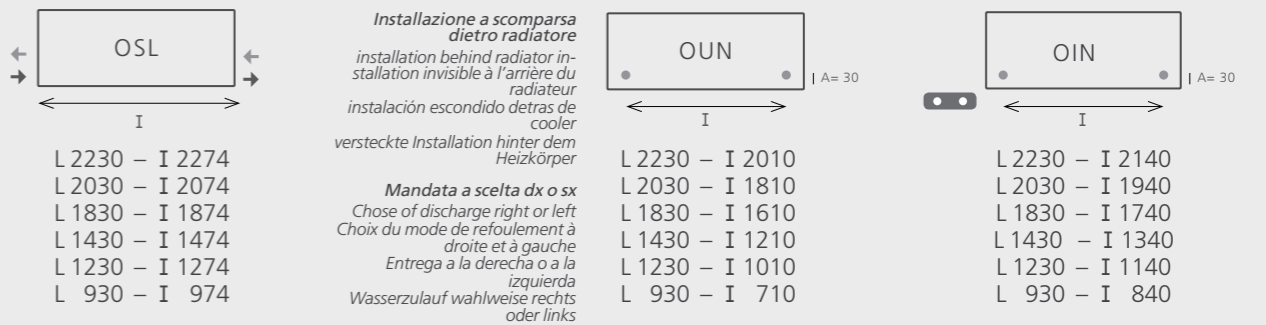 OSL
I
L 2230 – I 2274
L 2030 – I 2074
L 1830 – I 1874
L 1430 – I 1474
L 1230 – I 1274
L 930 – I 974
Installazione a scomparsa
dietro radiatore
installation behind radiator in-
stallation invisible à l'arrière du
radiateur
instalación escondido detras de
cooler
versteckte Installation hinter dem
Heizkörper
Mandata a scelta dx o sx
Chose of discharge right or left
Choix du mode de refoulement à
droite et à gauche
Entrega a la derecha o a la
izquierda
Wasserzulauf wahlweise rechts
oder links
OUN
A= 30
I
L 2230 – I 2010
L 2030 – I 1810
L 1830 – I 1610
L 1430 – I 1210
L 1230 – I 1010
L 930 – I 710
OIN
A= 30
I
L 2230 – I 2140
L 2030 – I 1940
L 1830 – I 1740
L 1430 – I 1340
L 1230 – I 1140
L 930 – I 840